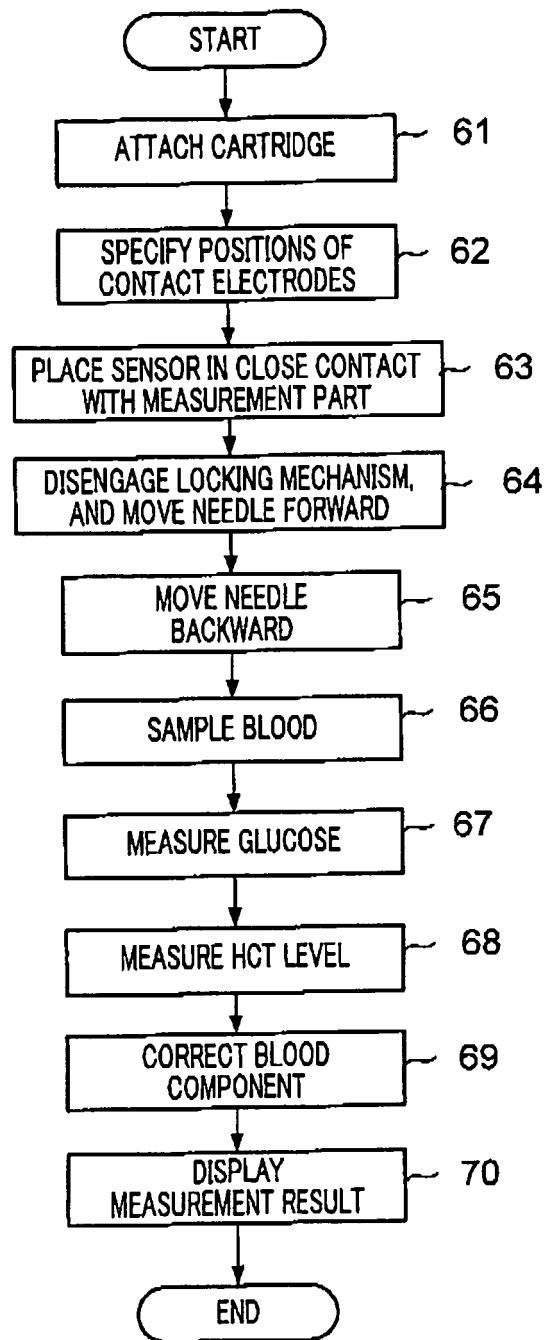 START
ATTACH CARTRIDGE
61
SPECIFY POSITIONS OF
CONTACT ELECTRODES
62
PLACE SENSOR IN CLOSE CONTACT
WITH MEASUREMENT PART
63
DISENGAGE LOCKING MECHANISM,
AND MOVE NEEDLE FORWARD
64
MOVE NEEDLE
BACKWARD
65
SAMPLE BLOOD
66
MEASURE GLUCOSE
67
MEASURE HCT LEVEL
68
CORRECT BLOOD
COMPONENT
69
DISPLAY
MEASUREMENT RESULT
70
END